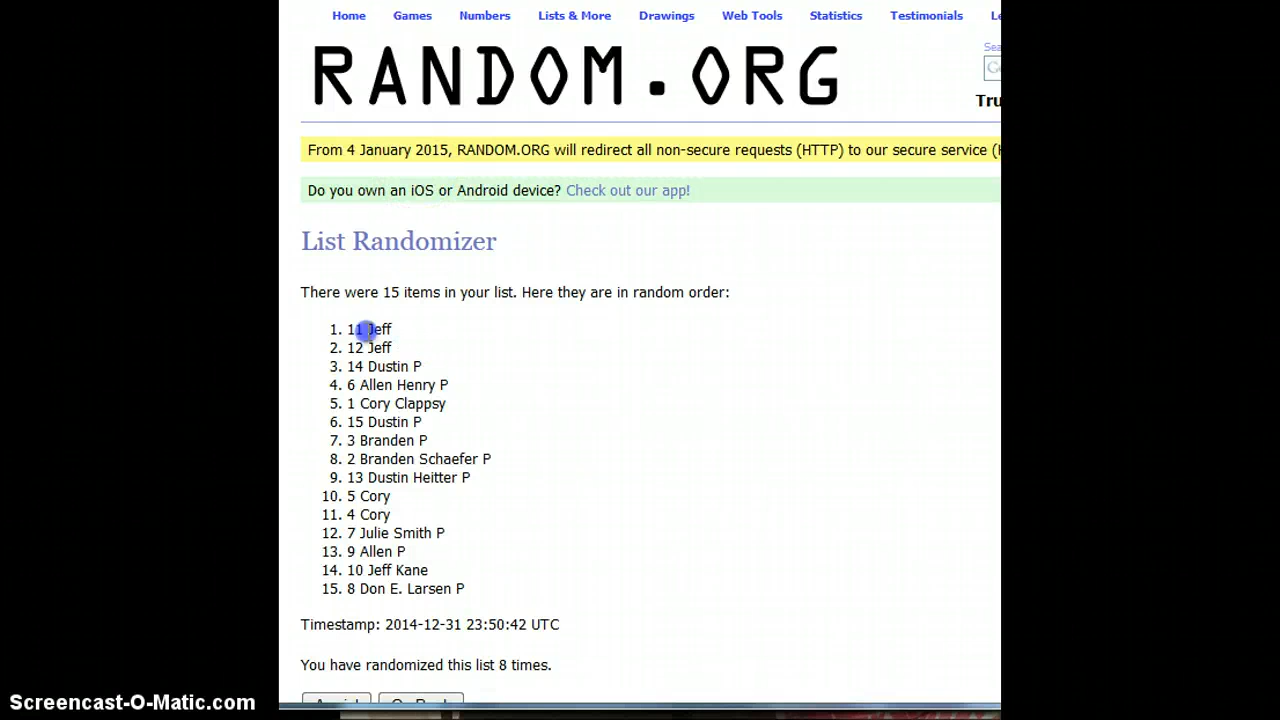 Home Games Numbers Lists & More Drawings Web Tools Statistics Testimonials
RANDOM.ORG
From 4 January 2015, RANDOM.ORG will redirect all non-secure requests (HTTP) to our secure service
Do you own an iOS or Android device? Check out our app!
List Randomizer
There were 15 items in your list. Here they are in random order:
1. 11 Jeff
2. 12 Jeff
3. 14 Dustin P
4. 6 Allen Henry P
5. 1 Cory Clappsy
6. 15 Dustin P
7. 3 Branden P
8. 2 Branden Schaefer P
9. 13 Dustin Heitter P
10. 5 Cory
11. 4 Cory
12. 7 Julie Smith P
13. 9 Allen P
14. 10 Jeff Kane
15. 8 Don E. Larsen P
Timestamp: 2014-12-31 23:50:42 UTC
You have randomized this list 8 times.
Screencast-O-Matic.com